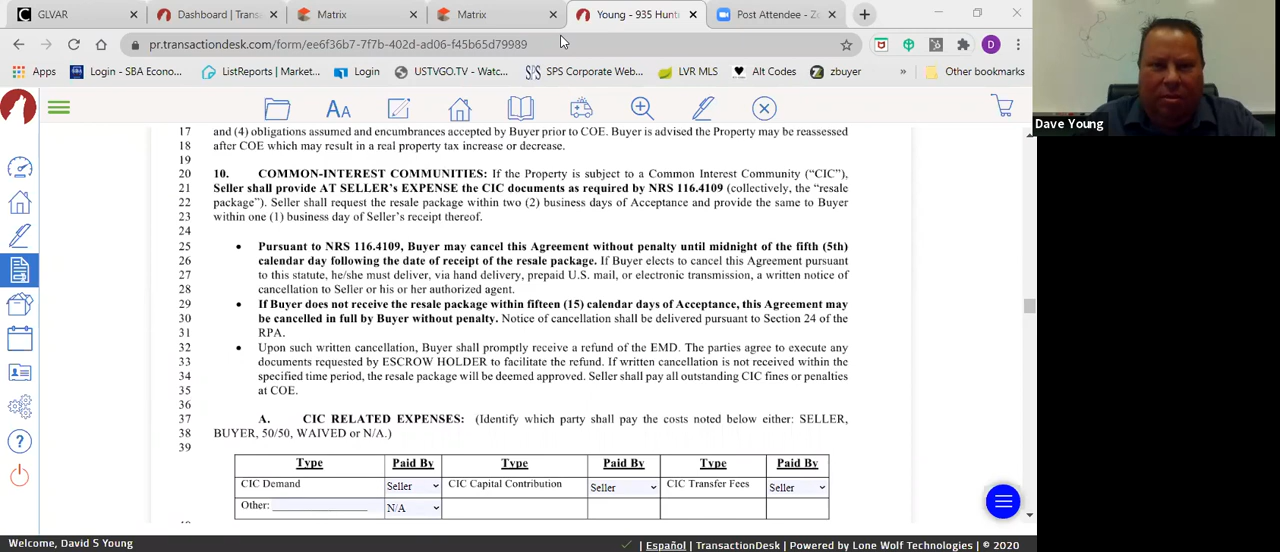 GLVAR
Dashboard | Trans
Matrix
Matrix
Young - 935 Hunt
Post Attendee - Zo
pr.transactiondesk.com/form/ee6f36b7-7f7b-402d-ad06-f45b65d79989
D
Apps
Login - SBA Econo...
ListReports | Market...
Login
USTVGO.TV - Watc...
SPS Corporate Web...
LVR MLS
Alt Codes
zbuyer
»
Other bookmarks
Dave Young
17 and (4) obligations assumed and encumbrances accepted by Buyer prior to COE. Buyer is advised the Property may be reassessed
18 after COE which may result in a real property tax increase or decrease.
19
20 10. COMMON-INTEREST COMMUNITIES: If the Property is subject to a Common Interest Community ("CIC"),
21 Seller shall provide AT SELLER's EXPENSE the CIC documents as required by NRS 116.4109 (collectively, the "resale
22 package"). Seller shall request the resale package within two (2) business days of Acceptance and provide the same to Buyer
23 within one (1) business day of Seller's receipt thereof.
24
25 • Pursuant to NRS 116.4109, Buyer may cancel this Agreement without penalty until midnight of the fifth (5th)
26 calendar day following the date of receipt of the resale package. If Buyer elects to cancel this Agreement pursuant
27 to this statute, he/she must deliver, via hand delivery, prepaid U.S. mail, or electronic transmission, a written notice of
28 cancellation to Seller or his or her authorized agent.
29 • If Buyer does not receive the resale package within fifteen (15) calendar days of Acceptance, this Agreement may
30 be cancelled in full by Buyer without penalty. Notice of cancellation shall be delivered pursuant to Section 24 of the
31 RPA.
32 • Upon such written cancellation, Buyer shall promptly receive a refund of the EMD. The parties agree to execute any
33 documents requested by ESCROW HOLDER to facilitate the refund. If written cancellation is not received within the
34 specified time period, the resale package will be deemed approved. Seller shall pay all outstanding CIC fines or penalties
35 at COE.
36
37 A. CIC RELATED EXPENSES: (Identify which party shall pay the costs noted below either: SELLER,
38 BUYER, 50/50, WAIVED or N/A.)
39
Type Paid By Type Paid By Type Paid By
CIC Demand Seller CIC Capital Contribution Seller CIC Transfer Fees Seller
Other: ____________________ N/A
Welcome, David S Young
Español | TransactionDesk | Powered by Lone Wolf Technologies | © 2020